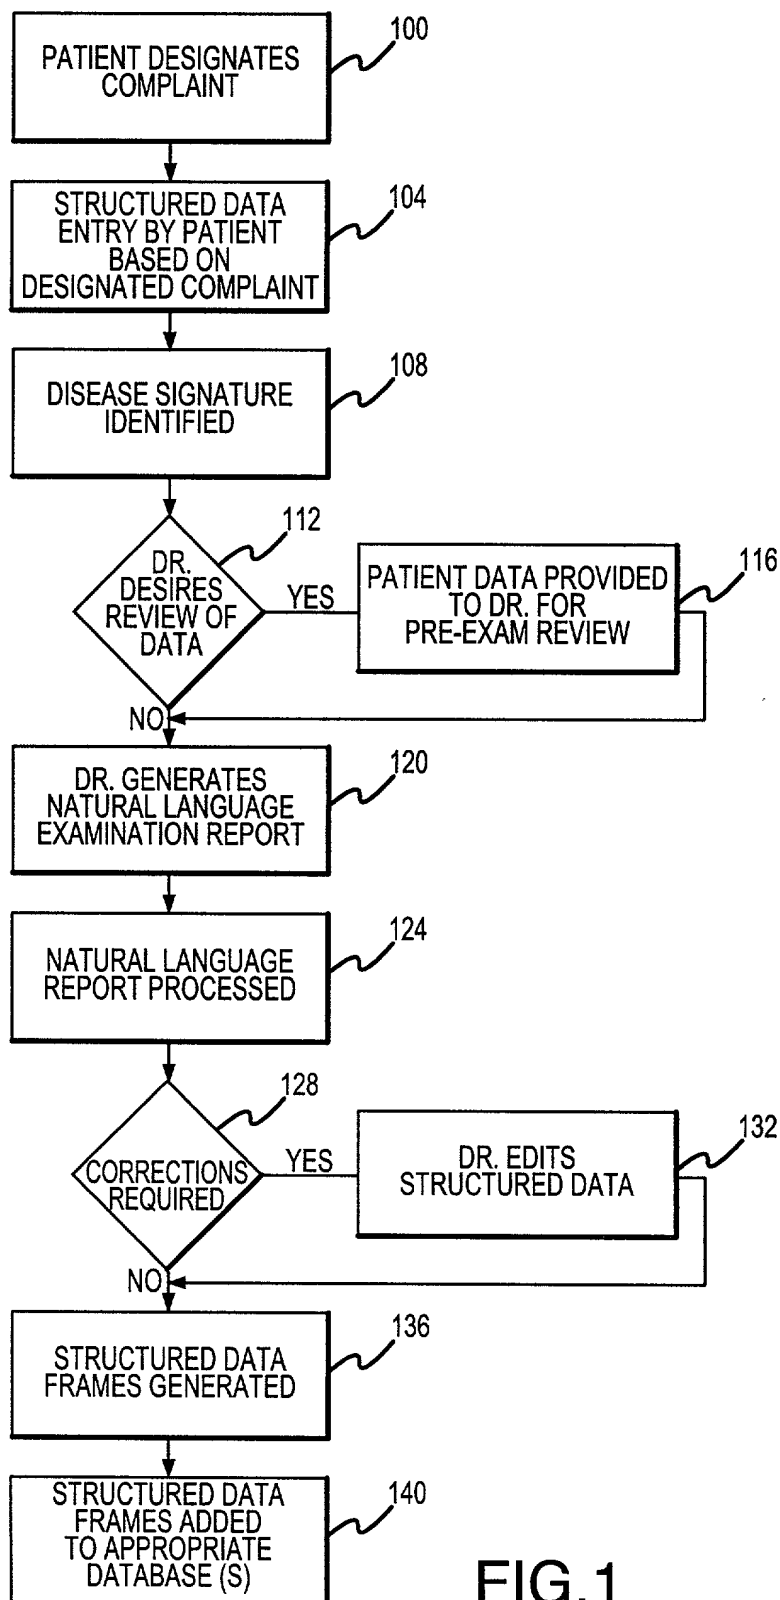 100
PATIENT DESIGNATES
COMPLAINT
104
STRUCTURED DATA
ENTRY BY PATIENT
BASED ON
DESIGNATED COMPLAINT
108
DISEASE SIGNATURE
IDENTIFIED
112
DR.
DESIRES
REVIEW OF
DATA
YES
116
PATIENT DATA PROVIDED
TO DR. FOR
PRE-EXAM REVIEW
NO
120
DR. GENERATES
NATURAL LANGUAGE
EXAMINATION REPORT
124
NATURAL LANGUAGE
REPORT PROCESSED
128
CORRECTIONS
REQUIRED
YES
132
DR. EDITS
STRUCTURED DATA
NO
136
STRUCTURED DATA
FRAMES GENERATED
140
STRUCTURED DATA
FRAMES ADDED
TO APPROPRIATE
DATABASE (S)
FIG.1